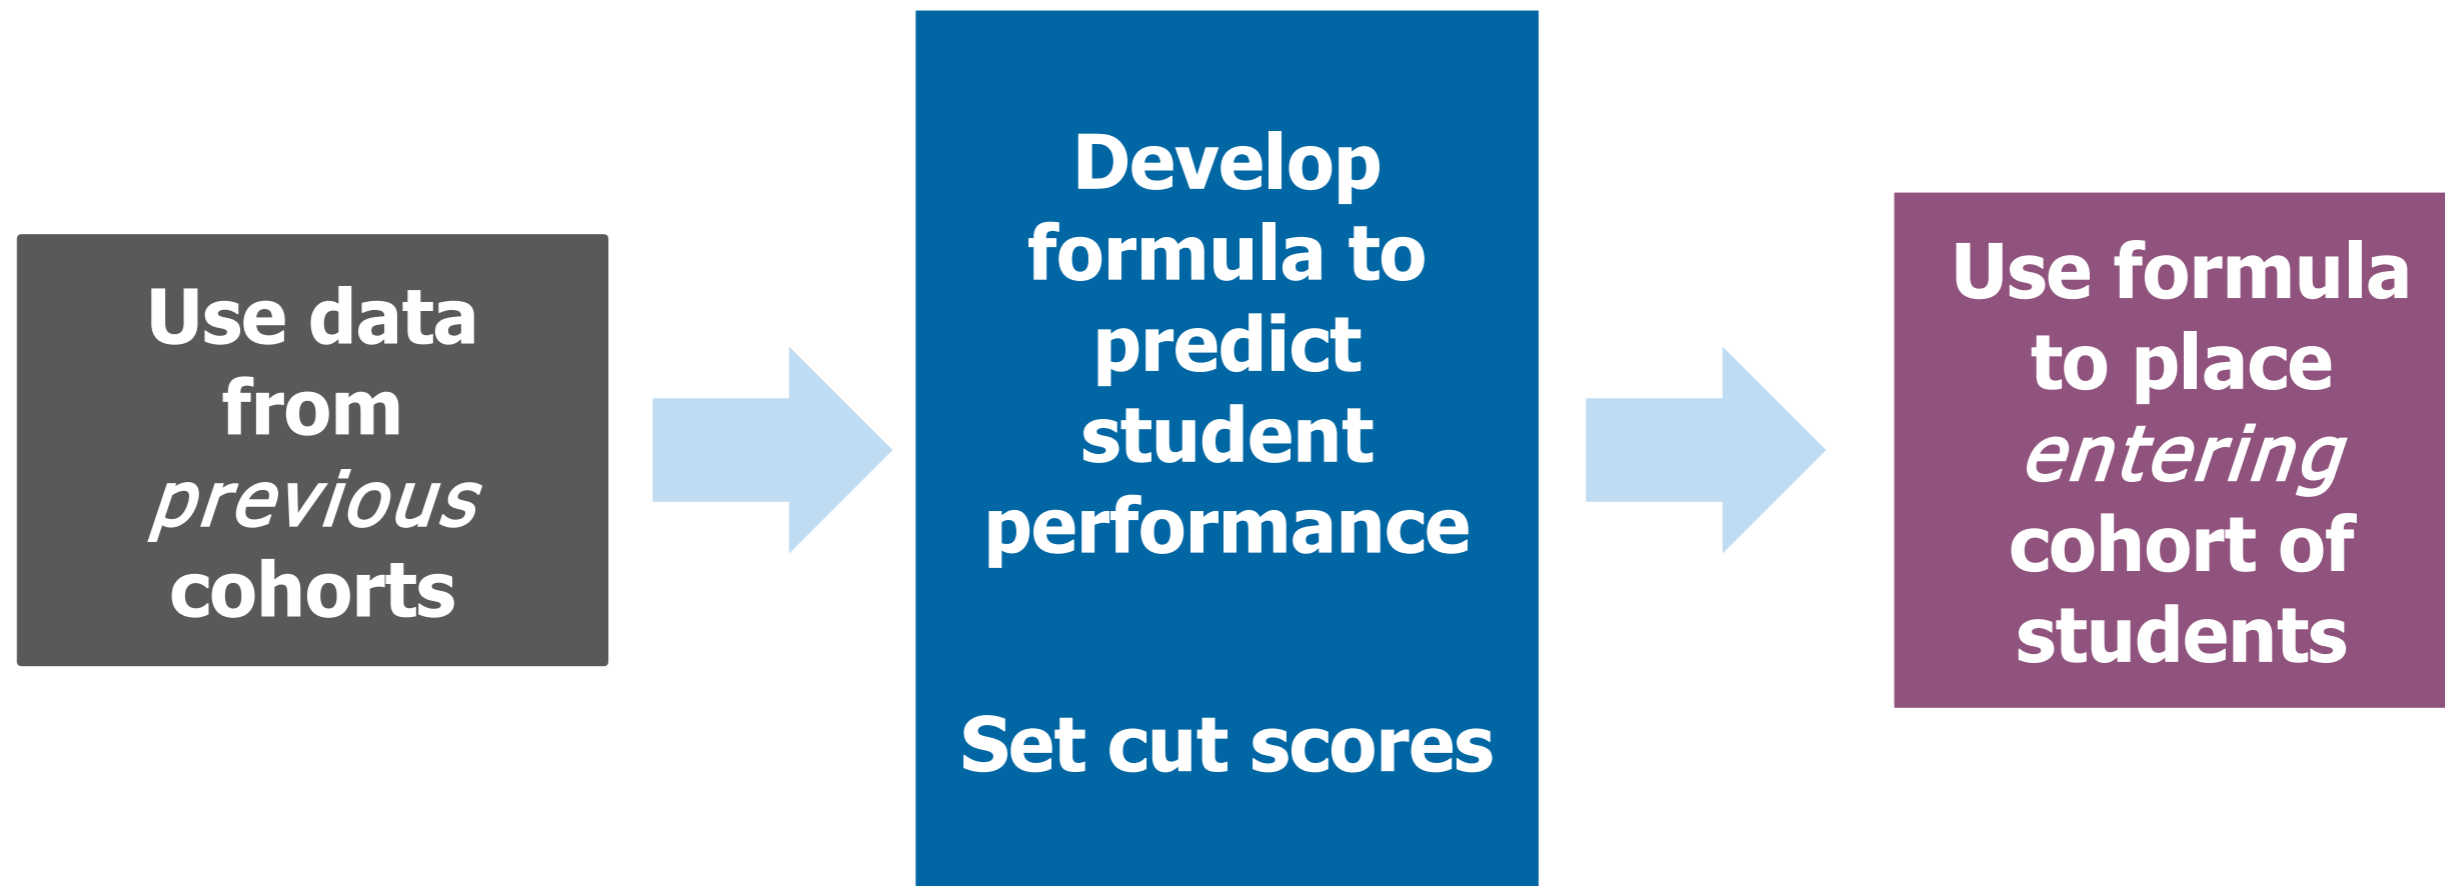 Use data
from
previous
cohorts
Develop
formula to
predict
student
performance
Set cut scores
Use formula
to place
entering
cohort of
students